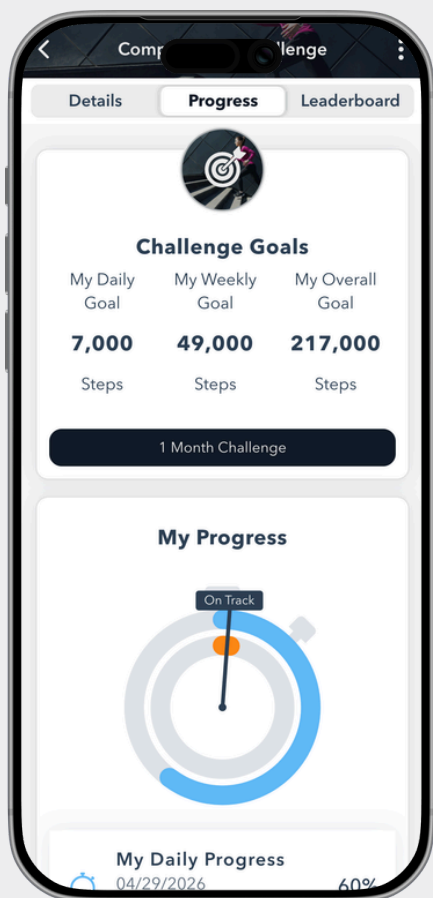 Details Progress Leaderboard
Challenge Goals
My Daily Goal
My Weekly Goal
My Overall Goal
7,000 49,000 217,000
Steps Steps Steps
1 Month Challenge
My Progress
On Track
My Daily Progress
04/29/2026
60%